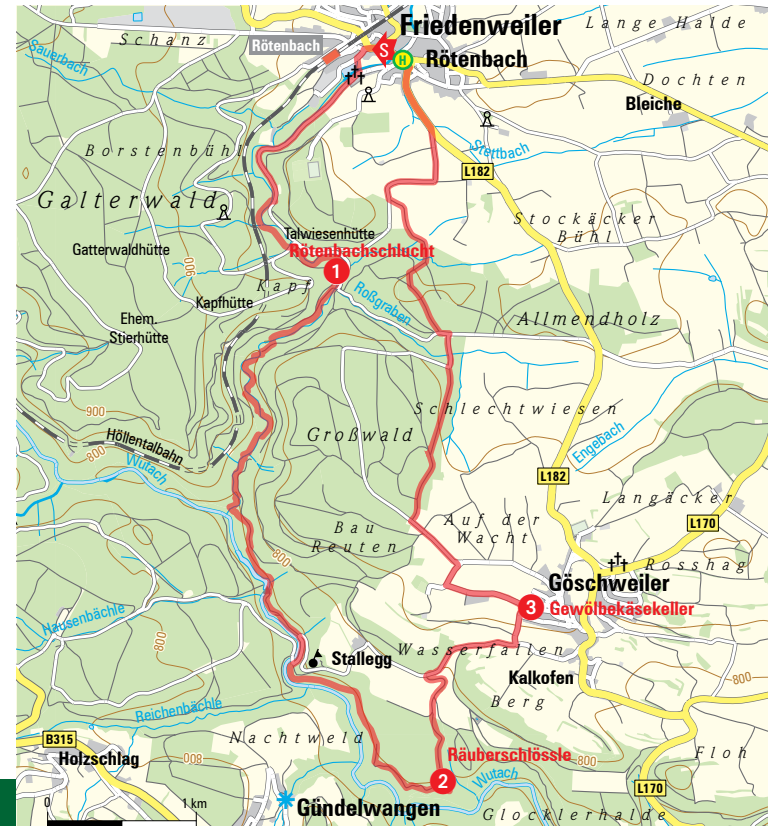 Friedenweiler
Lange Halde
Schanz
Sauerbach
Rötenbach
S
H
Rötenbach
Dochten
Bleiche
Borstenbühl
Stettbach
L182
Galterwald
Stockäcker
Bühl
Talwiesenhütte
Gatterwaldhütte
Rötenbachschlucht
1
900
Kapf
Kapfhütte
Roßgraben
Ehem.
Stierhütte
Allmendholz
900
Schlechtwiesen
Höllentalbahn
800
Großwald
Engebach
Wutach
L182
Langäcker
Auf der
Wacht
L170
Bau
Reuten
800
Rosshag
Göschweiler
3
Gewölbekäsekeller
Hausenbächle
800
Wasserfallen
Stallegg
Kalkofen
800
Reichenbächle
Berg
Nachtweld
B315
Räuberschlössle
Floh
Holzschlag
800
800
2
Wutach
L170
0
1 km
Gündelwangen
Glocklerhalde